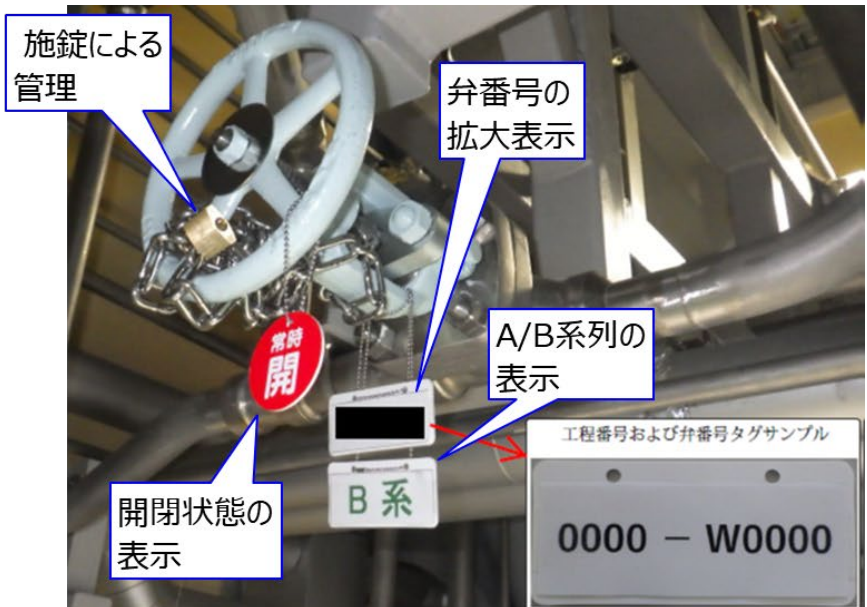 施錠による
管理
弁番号の
拡大表示
A/B系列の
表示
常時
開
B 系
開閉状態の
表示
工程番号および弁番号タグサンプル
0000 − W0000